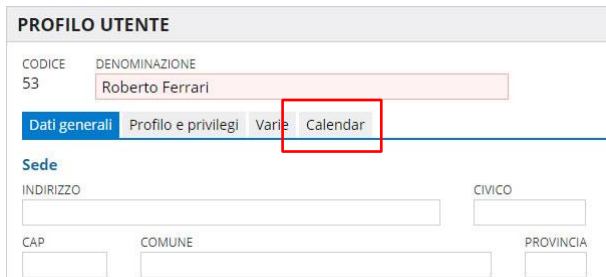 PROFILO UTENTE
CODICE DENOMINAZIONE
53 Roberto Ferrari
Dati generali Profilo e privilegi Varie Calendar
Sede
INDIRIZZO CIVICO
CAP COMUNE PROVINCIA